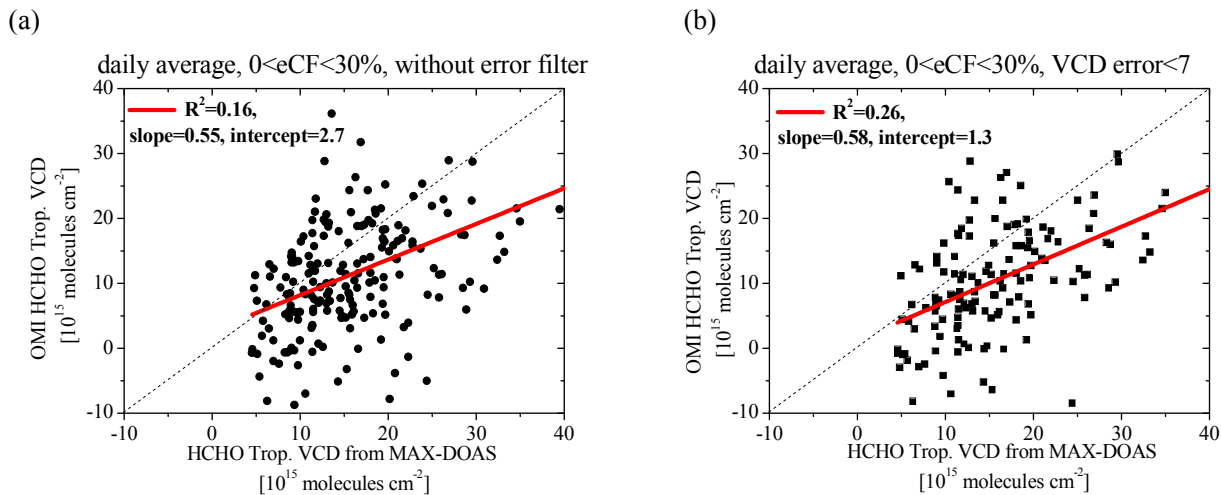 (a)
daily average, 0<eCF<30%, without error filter
R²=0.16,
slope=0.55, intercept=2.7
OMI HCHO Trop. VCD
[10¹⁵ molecules cm⁻²]
40
30
20
10
0
-10
-10 0 10 20 30 40
HCHO Trop. VCD from MAX-DOAS
[10¹⁵ molecules cm⁻²]
(b)
daily average, 0<eCF<30%, VCD error<7
R²=0.26,
slope=0.58, intercept=1.3
OMI HCHO Trop. VCD
[10¹⁵ molecules cm⁻²]
40
30
20
10
0
-10
-10 0 10 20 30 40
HCHO Trop. VCD from MAX-DOAS
[10¹⁵ molecules cm⁻²]